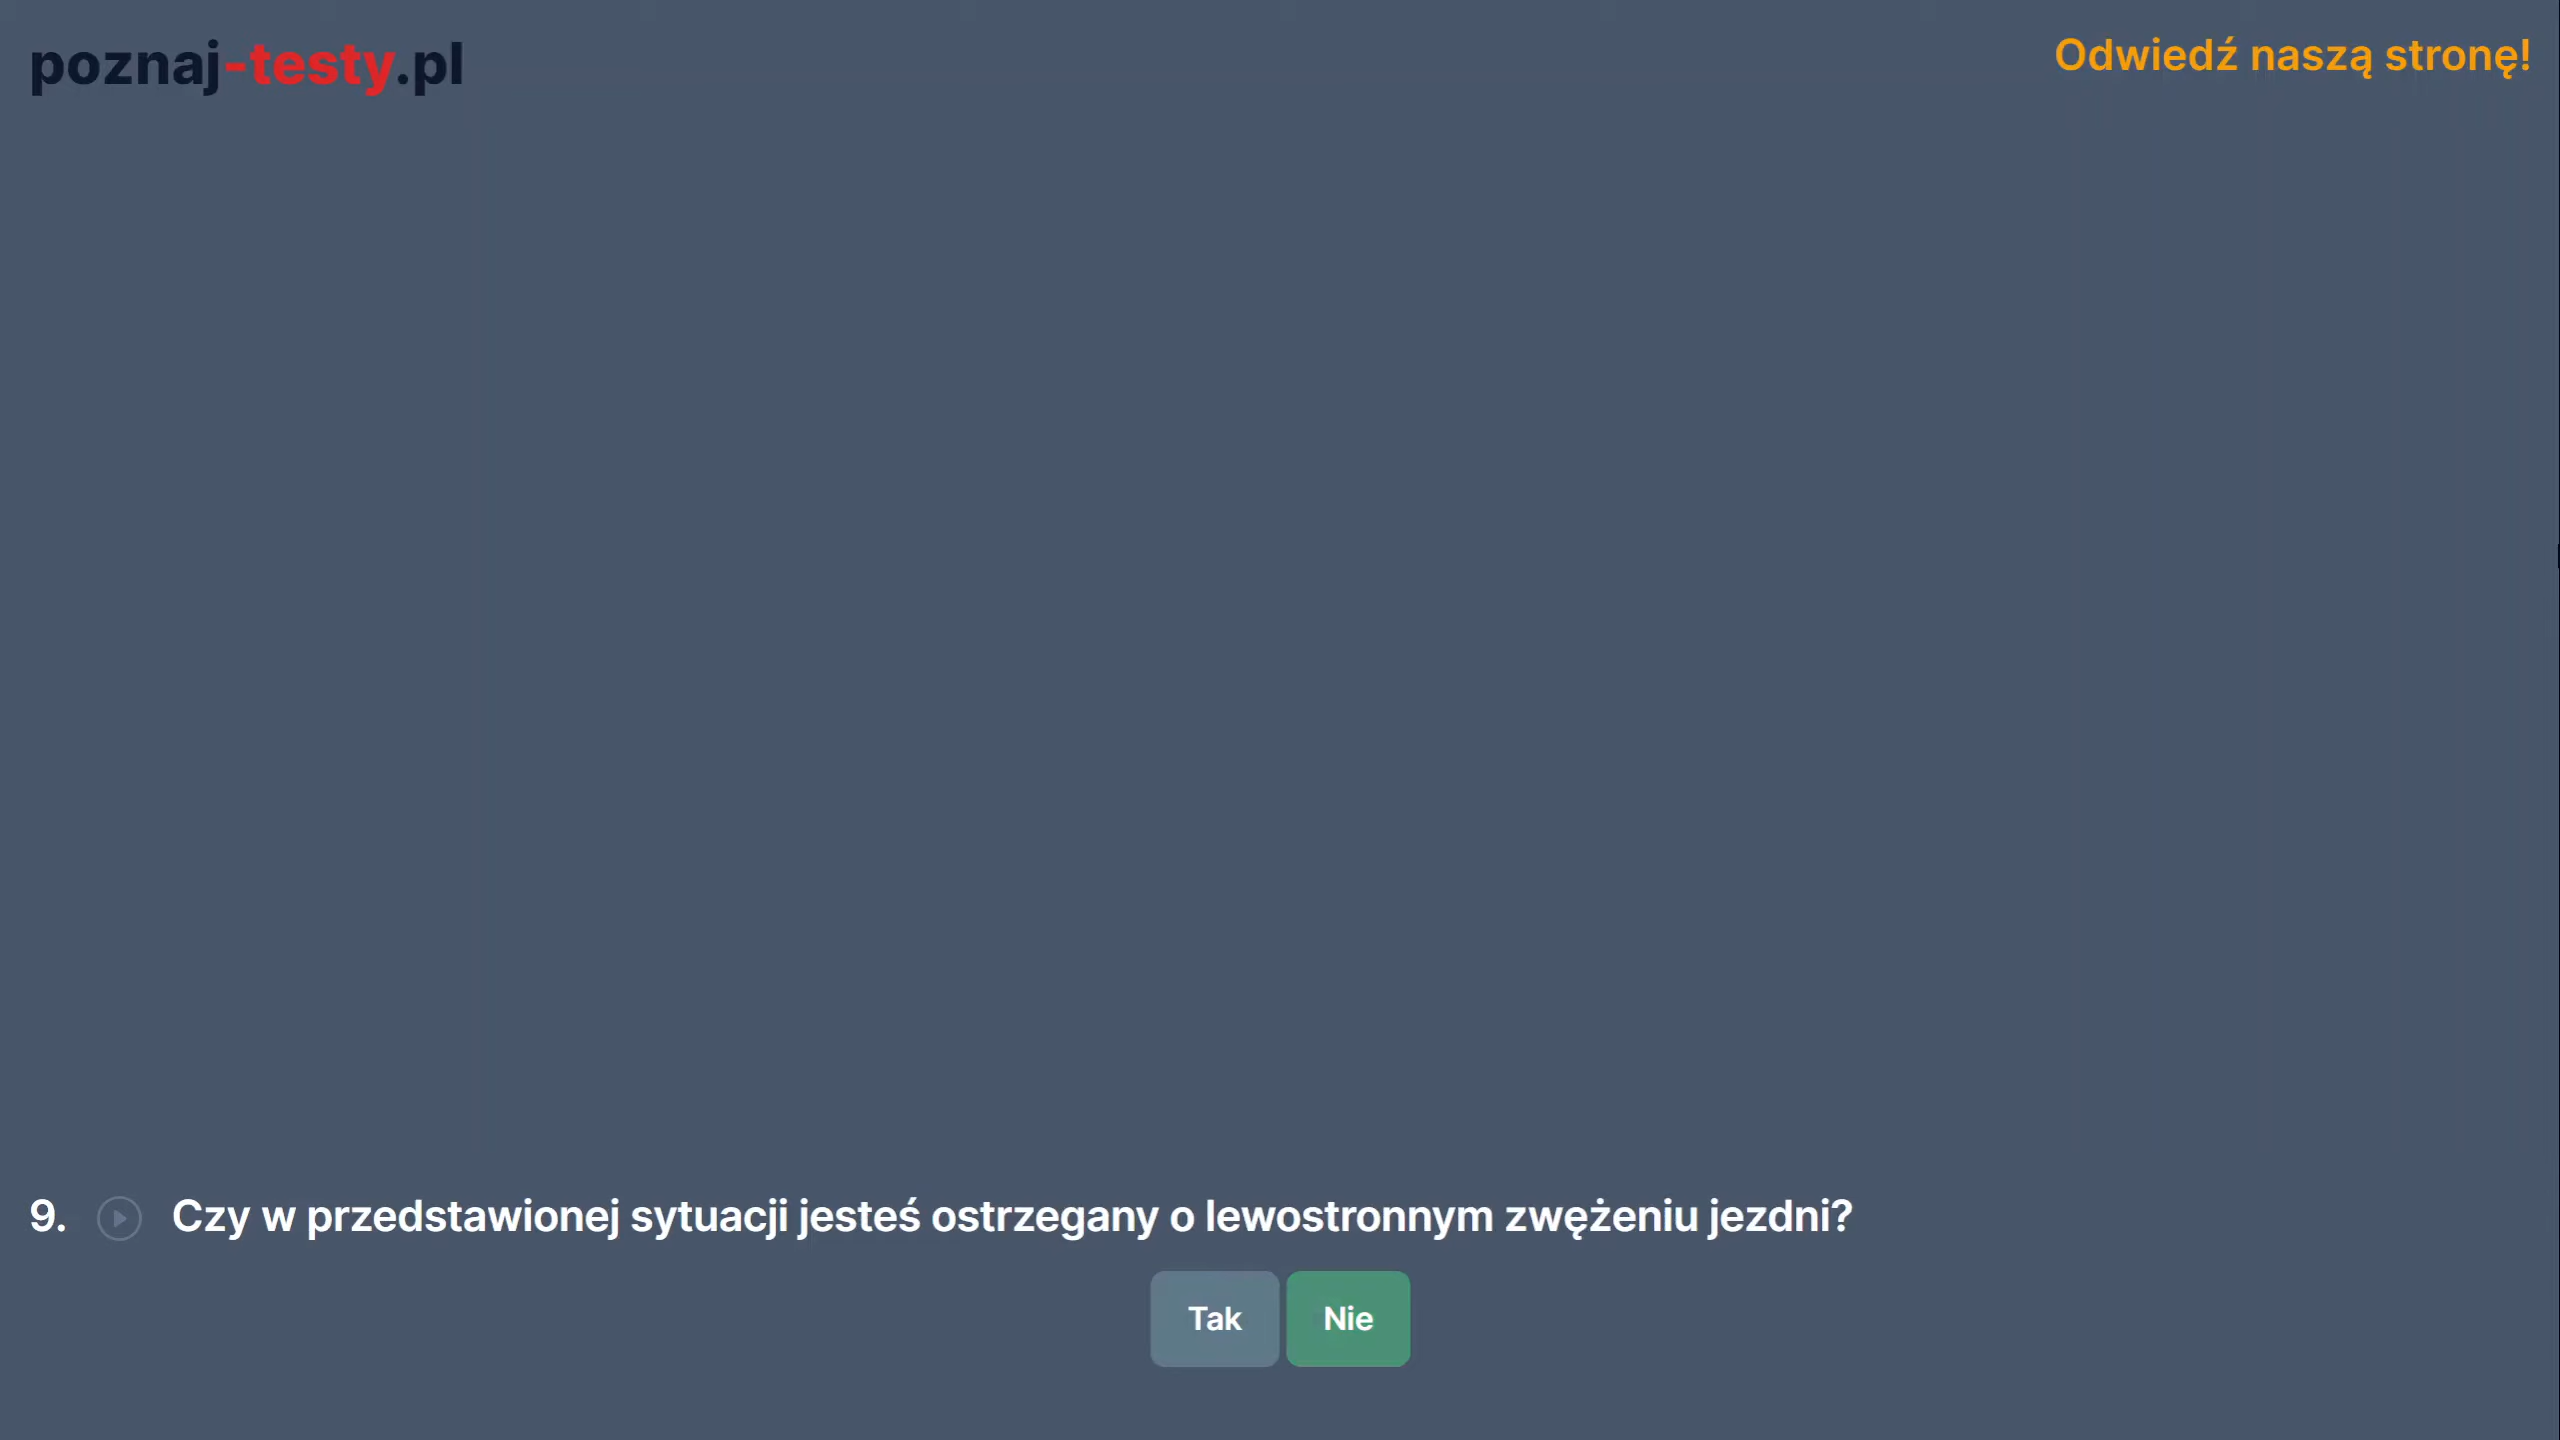 poznaj-testy.pl
Odwiedź naszą stronę!
9. Czy w przedstawionej sytuacji jesteś ostrzegany o lewostronnym zwężeniu jezdni?
Tak Nie